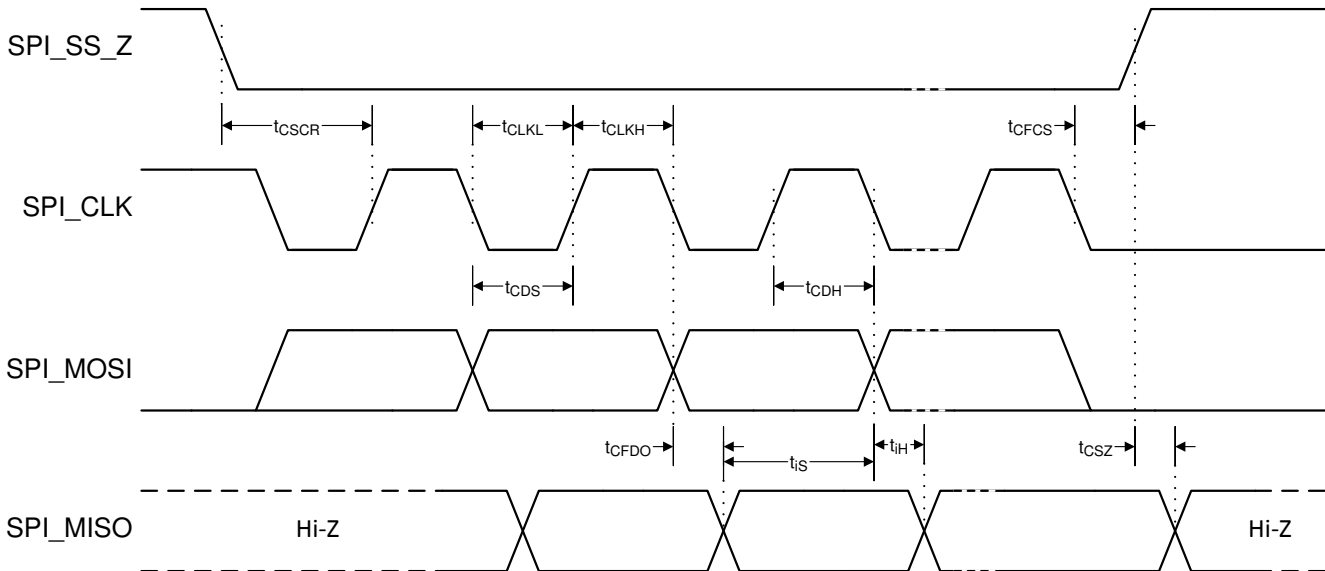 SPI_SS_Z
tCSCR
tCLKL
tCLKH
tCFCS
SPI_CLK
tCDS
tCDH
SPI_MOSI
tCFDO
tiS
tiH
tCSZ
SPI_MISO
Hi-Z
Hi-Z